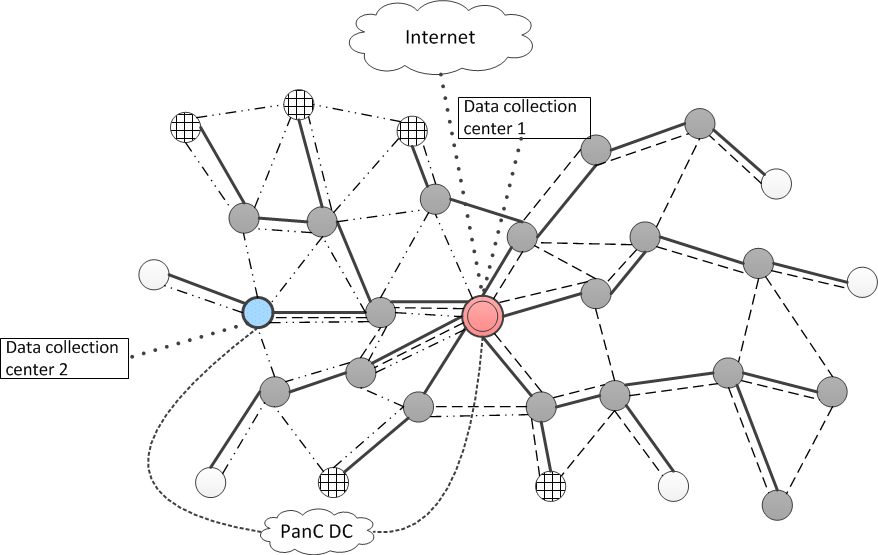 Internet
Data collection
center 1
Data collection
center 2
PanC DC